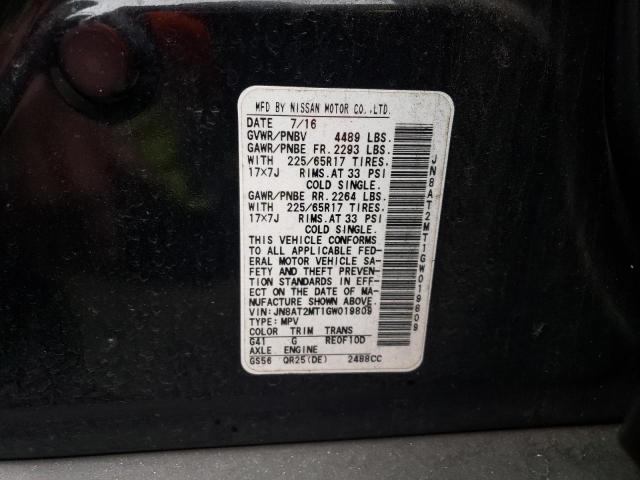 MFD BY NISSAN MOTOR CO.,LTD.
DATE 7/16
GVWR/PNBV 4489 LBS.
GAWR/PNBE FR. 2293 LBS.
WITH 225/65R17 TIRES.
17×7J RIMS.AT 33 PSI
COLD SINGLE.
GAWR/PNBE RR. 2264 LBS.
WITH 225/65R17 TIRES.
17×7J RIMS.AT 33 PSI
COLD SINGLE.
THIS VEHICLE CONFORMS
TO ALL APPLICABLE FED-
ERAL MOTOR VEHICLE SA-
FETY AND THEFT PREVEN-
TION STANDARDS IN EFF-
ECT ON THE DATE OF MA-
NUFACTURE SHOWN ABOVE.
VIN:JN8AT2MT1GW019809
TYPE:MPV
COLOR TRIM TRANS
G41 G RE0F10D
AXLE ENGINE
GS56 QR25(DE) 2488CC
JN8AT2MT1GW019809